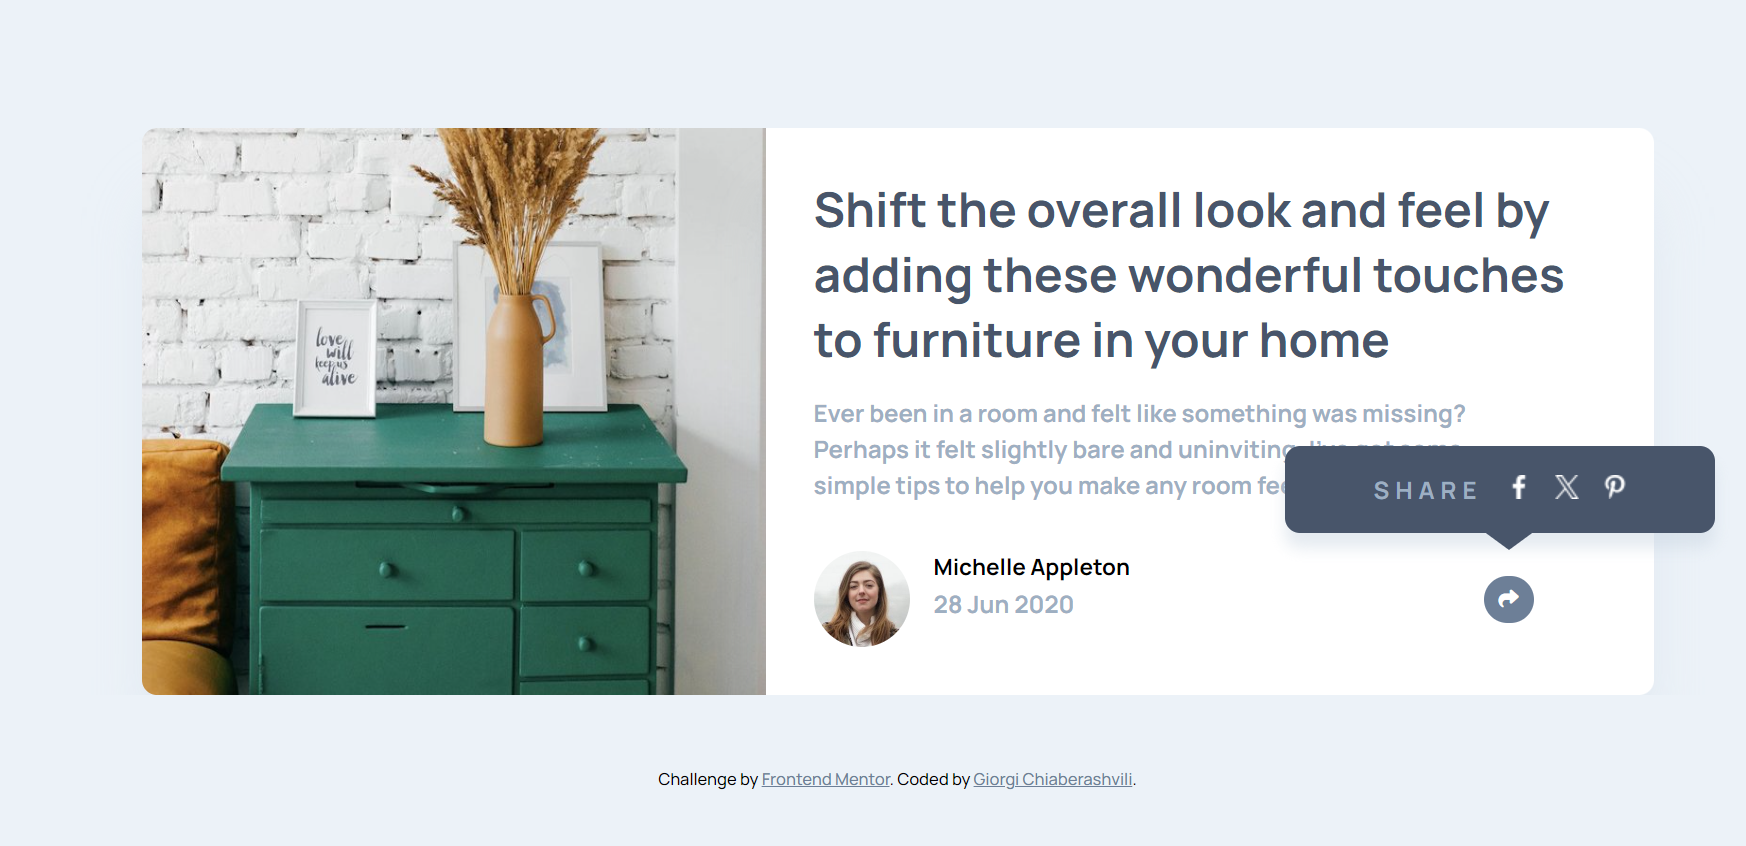 Shift the overall look and feel by
adding these wonderful touches
to furniture in your home
Ever been in a room and felt like something was missing?
Perhaps it felt slightly bare and uninviting
simple tips to help you make any room
SHARE
Michelle Appleton
28 Jun 2020
love
will
keep us
alive
Challenge by Frontend Mentor. Coded by Giorgi Chiaberashvili.